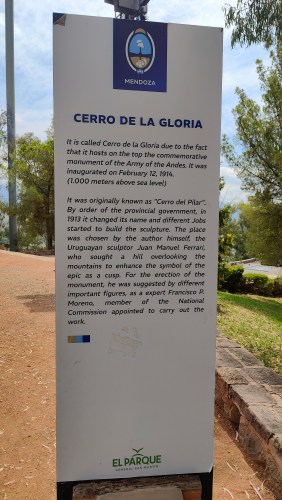 MENDOZA
CERRO DE LA GLORIA
It is called Cerro de la Gloria due to the fact
that it hosts on the top the commemorative
monument of the Army of the Andes. It was
inaugurated on February 12, 1914.
(1.000 meters above sea level)
It was originally known as "Cerro del Pilar".
By order of the provincial government, in
1913 it changed its name and different Jobs
started to build the sculpture. The place
was chosen by the author himself, the
Uruguayan sculptor Juan Manuel Ferrari,
who sought a hill overlooking the
mountains to enhance the symbol of the
epic as a cusp. For the erection of the
monument, he was suggested by different
important figures, as a expert Francisco P.
Moreno, member of the National
Commission appointed to carry out the
work.
EL PARQUE
GENERAL SAN MARTÍN